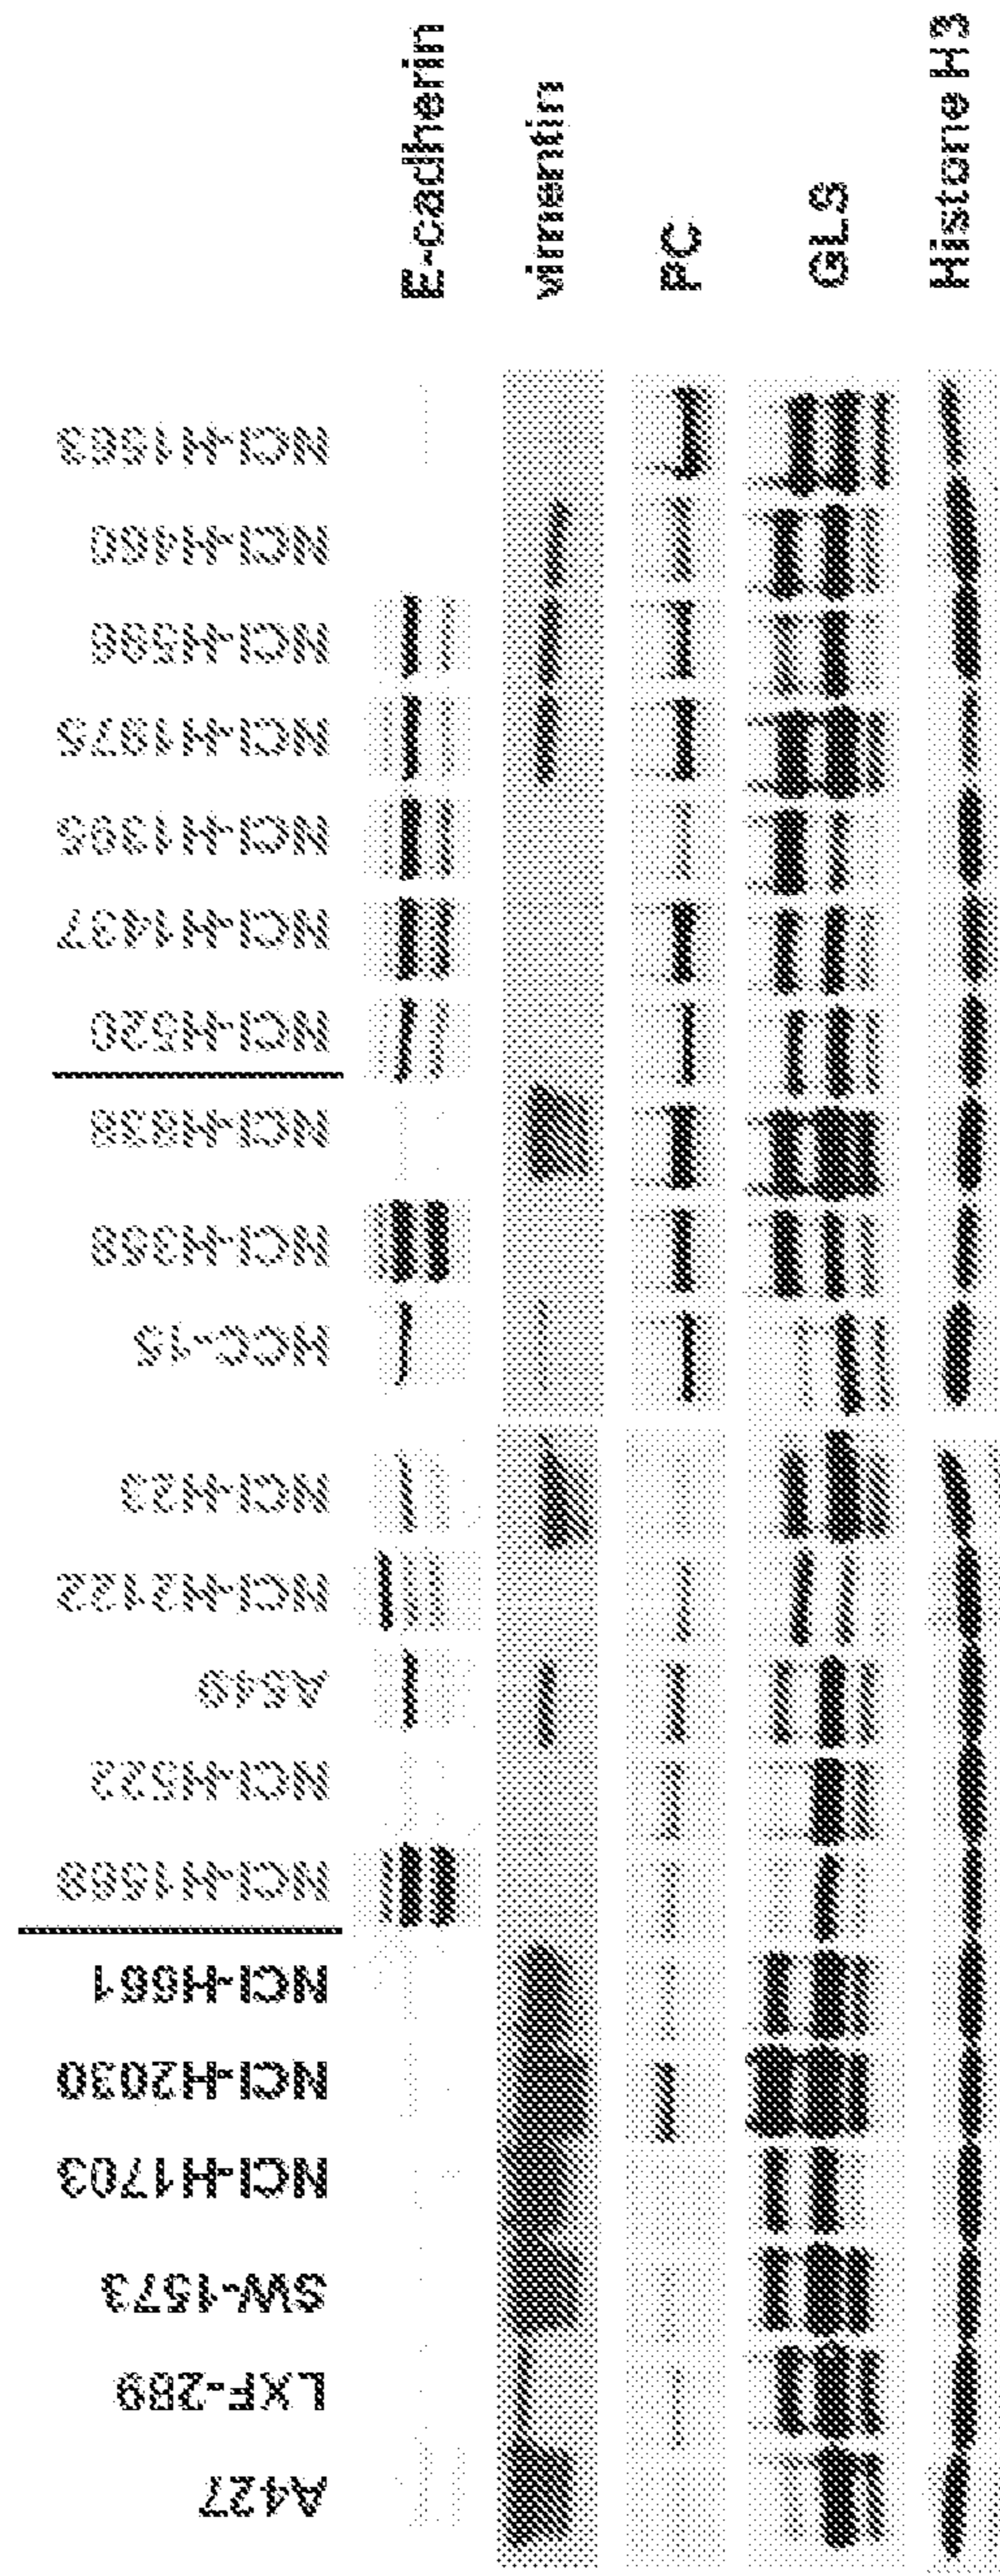 A427
LXF-289
SW-1573
NCI-H1703
NCI-H2030
NCI-H661
NCI-H522
A549
NCI-H2122
NCI-H23
HCC-15
NCI-H358
NCI-H838
NCI-H520
NCI-H1437
NCI-H1395
NCI-H1975
NCI-H596
NCI-H460
NCI-H1563
E-cadherin
vimentin
PC
GLS
Histone H3